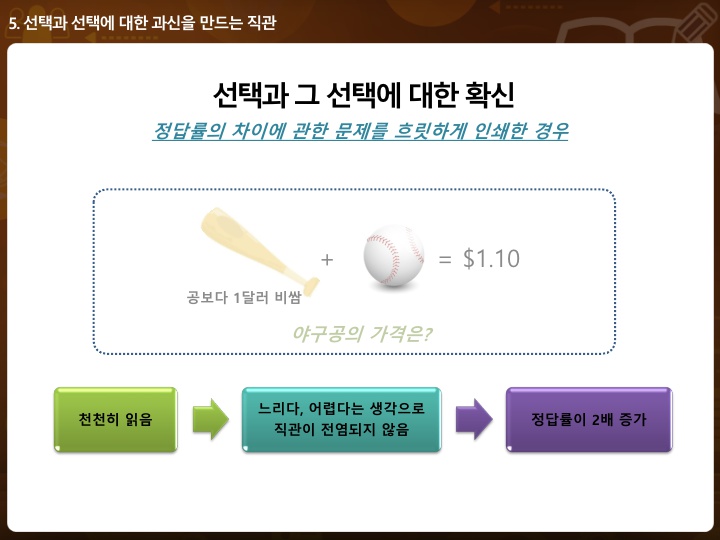 5. 선택과 선택에 대한 과신을 만드는 직관
선택과 그 선택에 대한 확신
정답률의 차이에 관한 문제를 흐릿하게 인쇄한 경우
+ = $1.10
공보다 1달러 비쌈
야구공의 가격은?
천천히 읽음
느리다, 어렵다는 생각으로
직관이 전염되지 않음
정답률이 2배 증가